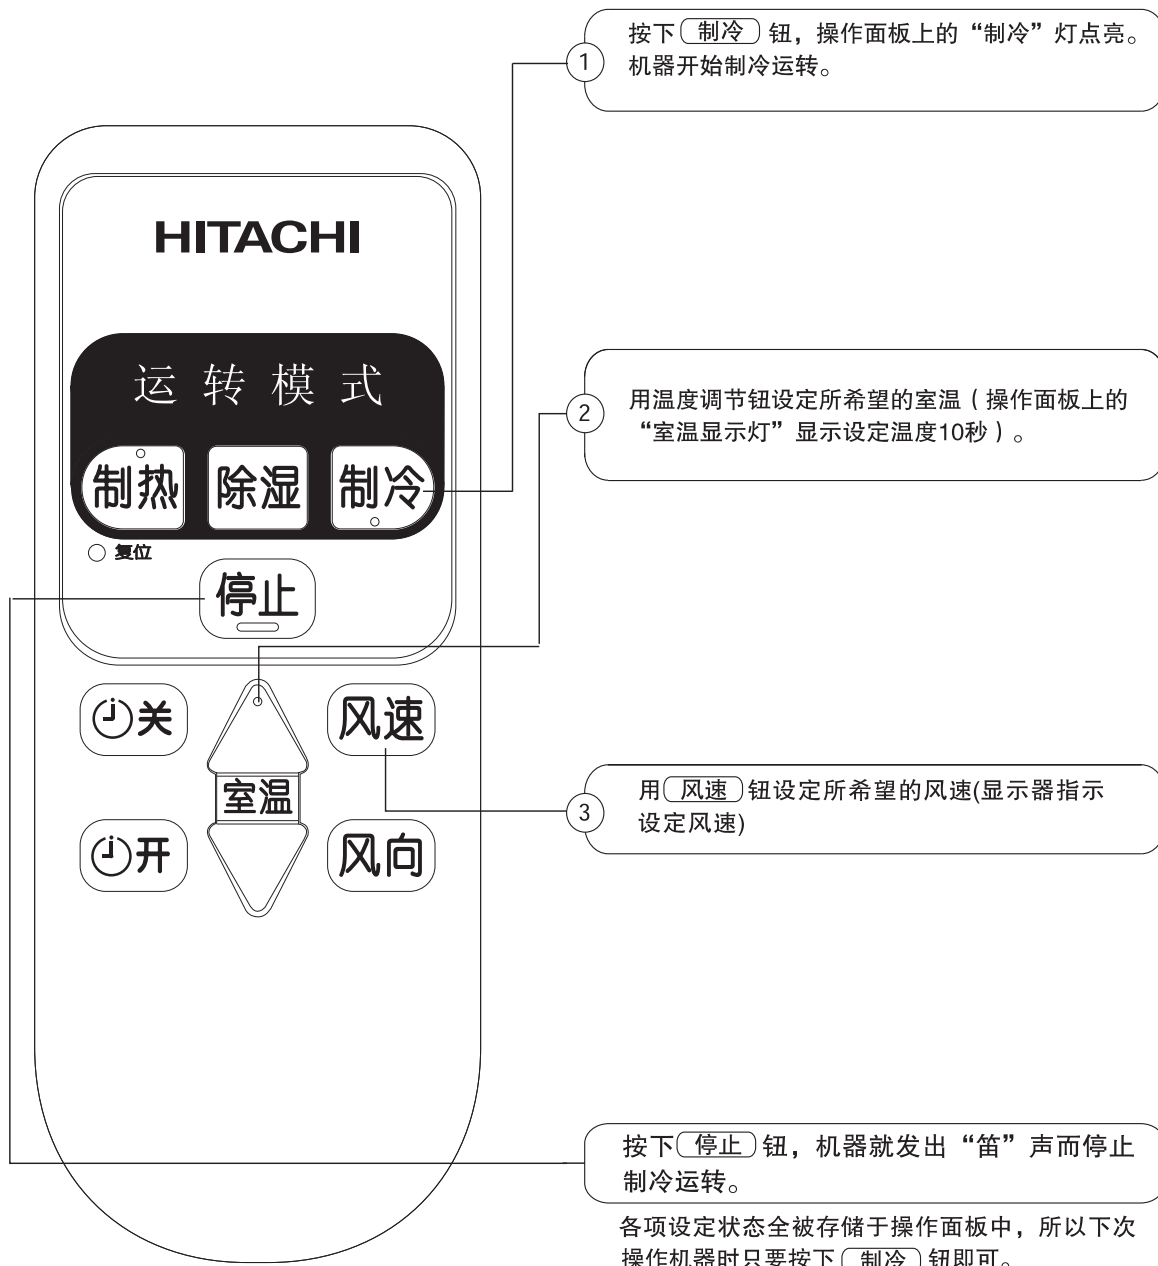 按下 制冷 钮，操作面板上的“制冷”灯点亮。
机器开始制冷运转。
1
HITACHI
运转模式
制热 除湿 制冷
复位
停止
2
用温度调节钮设定所希望的室温（操作面板上的
“室温显示灯”显示设定温度10秒）。
关
风速
室温
开
风向
3
用 风速 钮设定所希望的风速(显示器指示
设定风速)
按下 停止 钮，机器就发出“笛”声而停止
制冷运转。
各项设定状态全被存储于操作面板中，所以下次
操作机器时只要按下 制冷 钮即可。